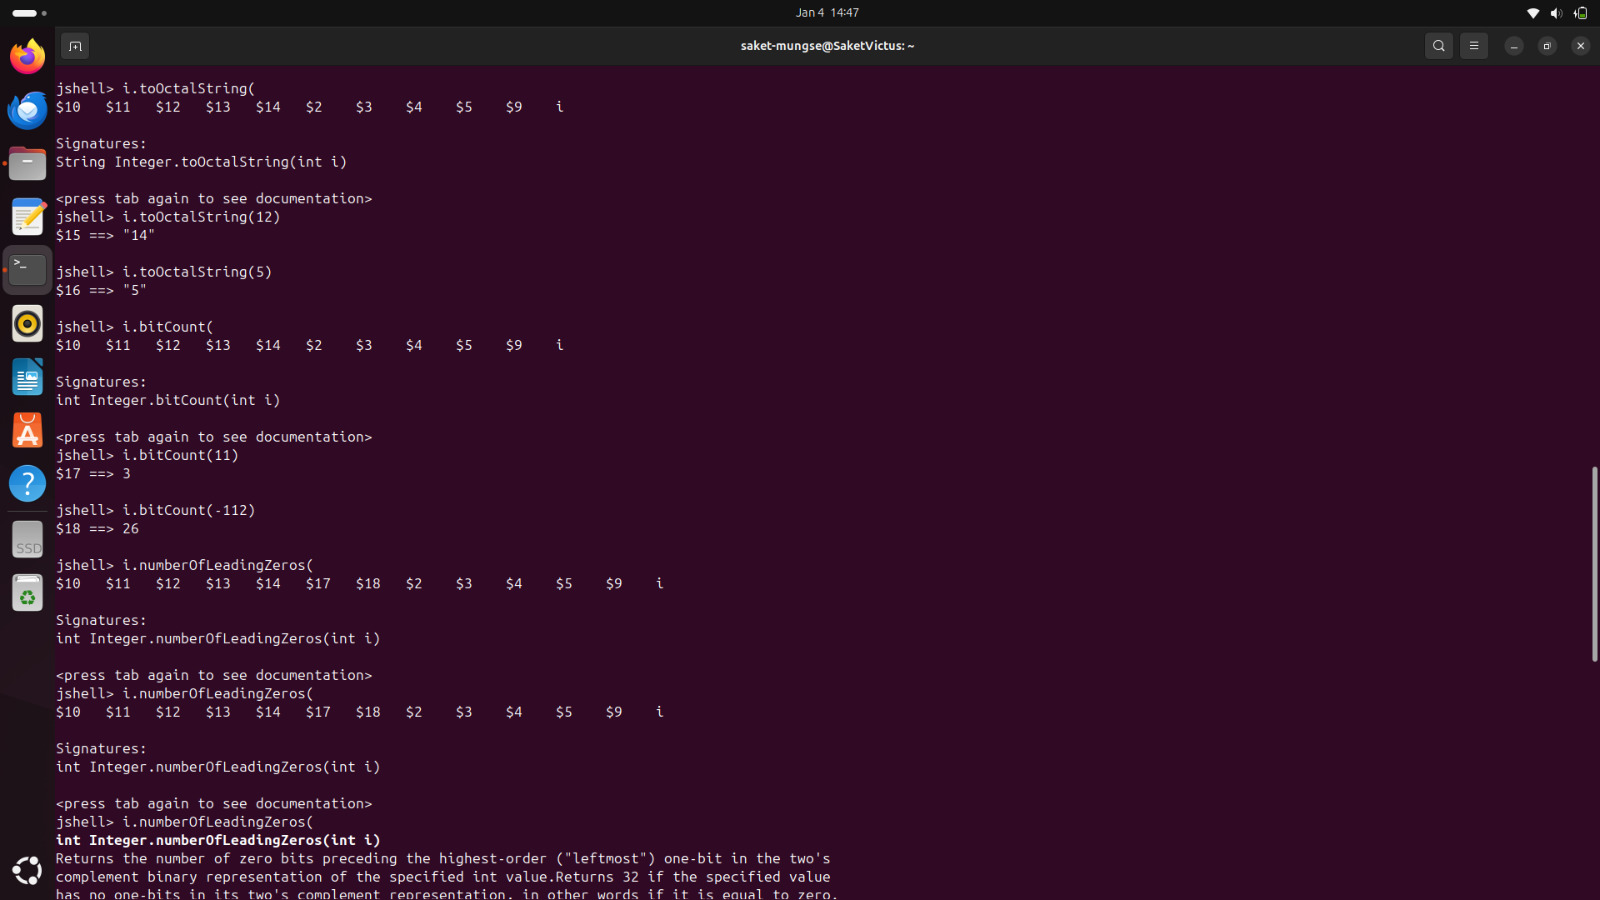 Jan 4 14:47
saket-mungse@SaketVictus: ~
jshell> i.toOctalString(
$10 $11 $12 $13 $14 $2 $3 $4 $5 $9 i
Signatures:
String Integer.toOctalString(int i)
<press tab again to see documentation>
jshell> i.toOctalString(12)
$15 ==> "14"
jshell> i.toOctalString(5)
$16 ==> "5"
jshell> i.bitCount(
$10 $11 $12 $13 $14 $2 $3 $4 $5 $9 i
Signatures:
int Integer.bitCount(int i)
<press tab again to see documentation>
jshell> i.bitCount(11)
$17 ==> 3
jshell> i.bitCount(-112)
$18 ==> 26
jshell> i.numberOfLeadingZeros(
$10 $11 $12 $13 $14 $17 $18 $2 $3 $4 $5 $9 i
Signatures:
int Integer.numberOfLeadingZeros(int i)
<press tab again to see documentation>
jshell> i.numberOfLeadingZeros(
$10 $11 $12 $13 $14 $17 $18 $2 $3 $4 $5 $9 i
Signatures:
int Integer.numberOfLeadingZeros(int i)
<press tab again to see documentation>
jshell> i.numberOfLeadingZeros(
int Integer.numberOfLeadingZeros(int i)
Returns the number of zero bits preceding the highest-order ("leftmost") one-bit in the two's
complement binary representation of the specified int value.Returns 32 if the specified value
has no one-bits in its two's complement representation, in other words if it is equal to zero.
SSD